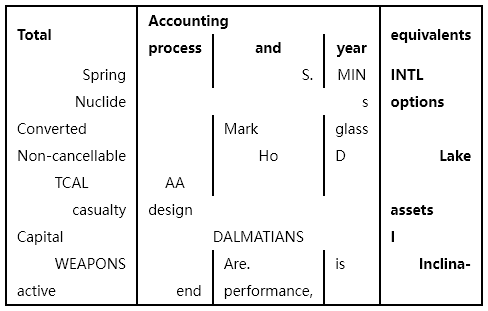 Total Accounting equivalents
process and year
Spring S. MIN INTL
Nuclide s options
Converted Mark glass
Non-cancellable Ho D Lake
TCAL AA
casualty design assets
Capital DALMATIANS I
WEAPONS Are. is Inclina-
active end performance,